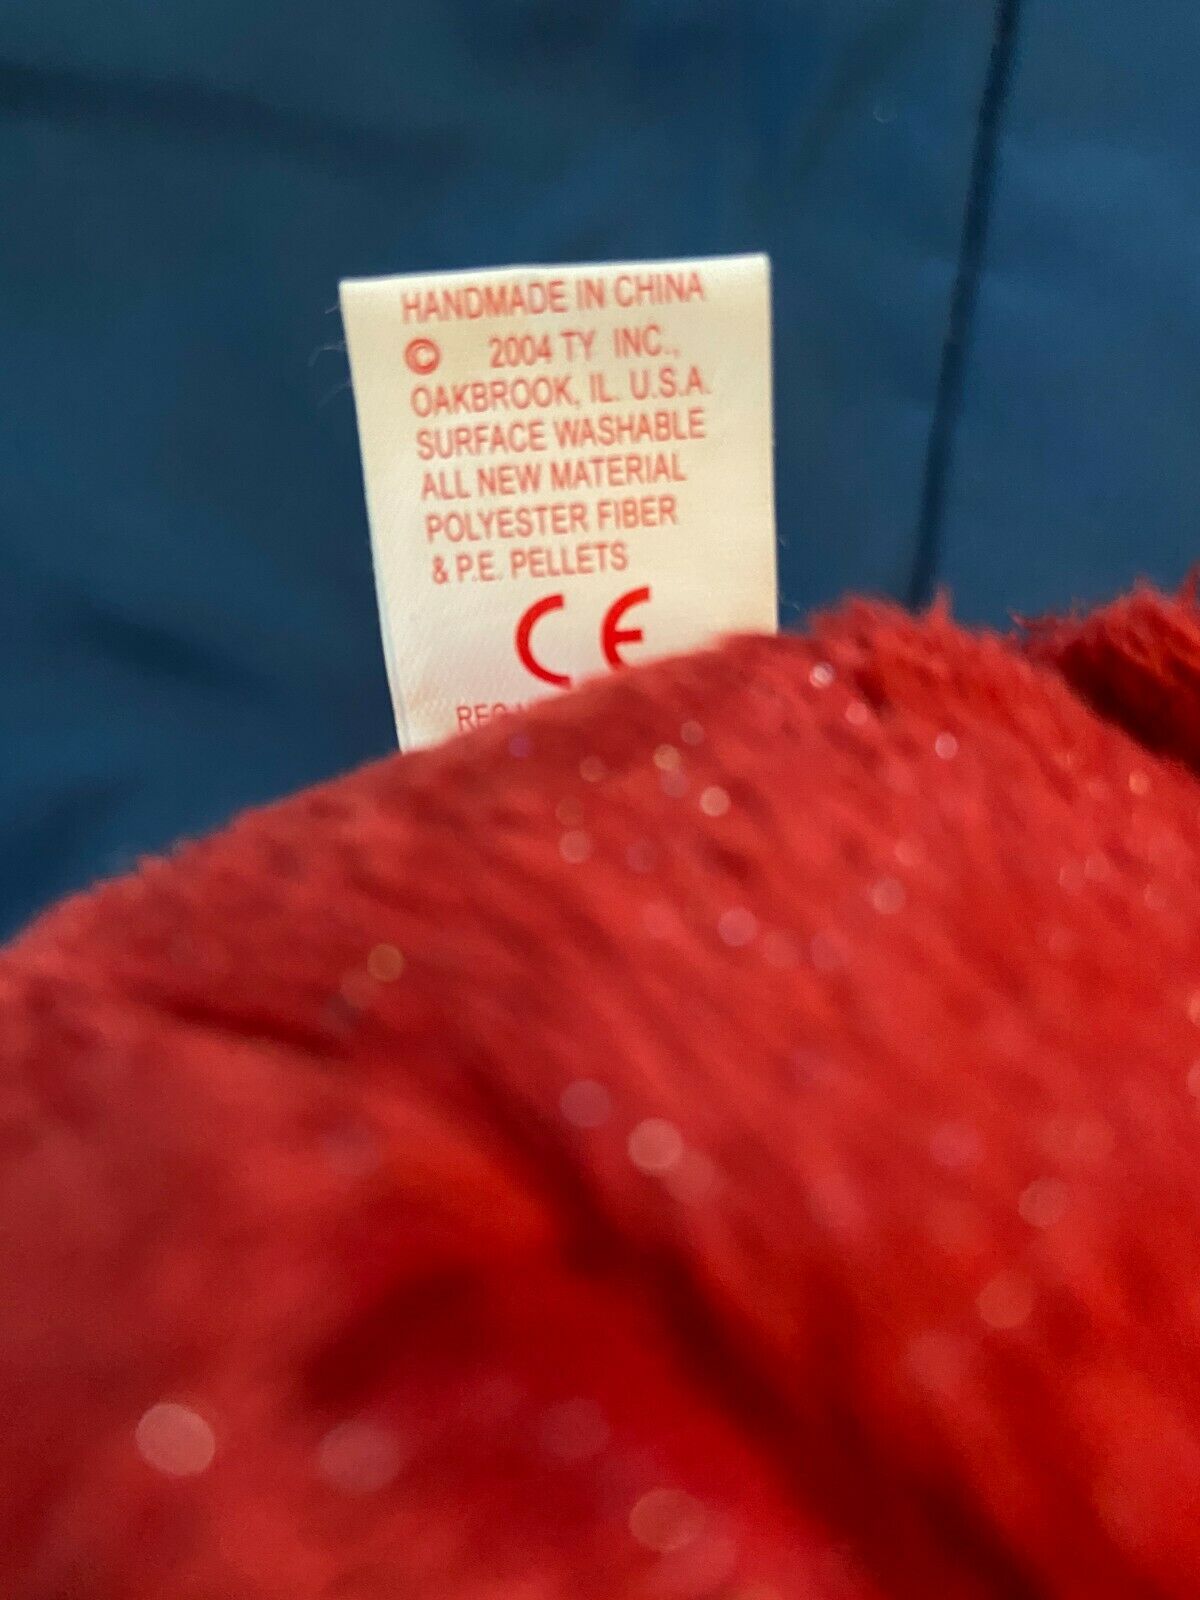 HANDMADE IN CHINA
© 2004 TY INC.,
OAKBROOK, IL. U.S.A.
SURFACE WASHABLE
ALL NEW MATERIAL
POLYESTER FIBER
& P.E. PELLETS
CE